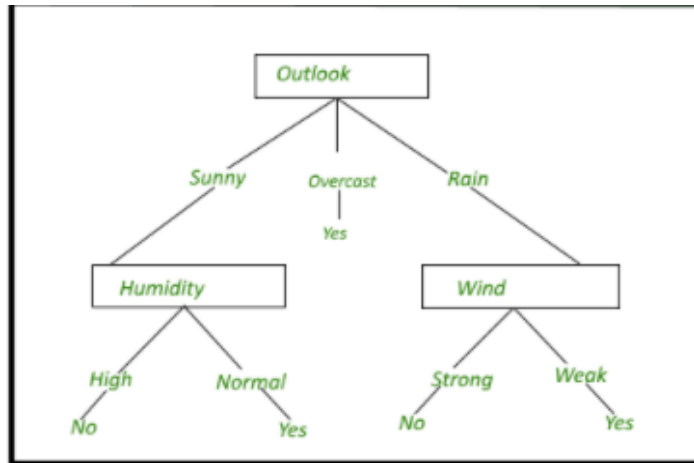 Outlook
Sunny
Overcast
Rain
Yes
Humidity
Wind
High
Normal
Strong
Weak
No
Yes
No
Yes